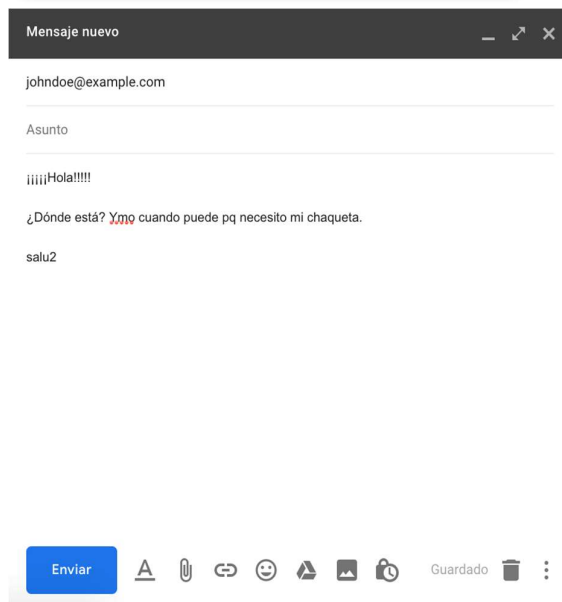 Mensaje nuevo
johndoe@example.com
Asunto
¡¡¡¡¡Hola!!!!!
¿Dónde está? Ymo cuando puede pq necesito mi chaqueta.
salu2
Enviar
Guardado